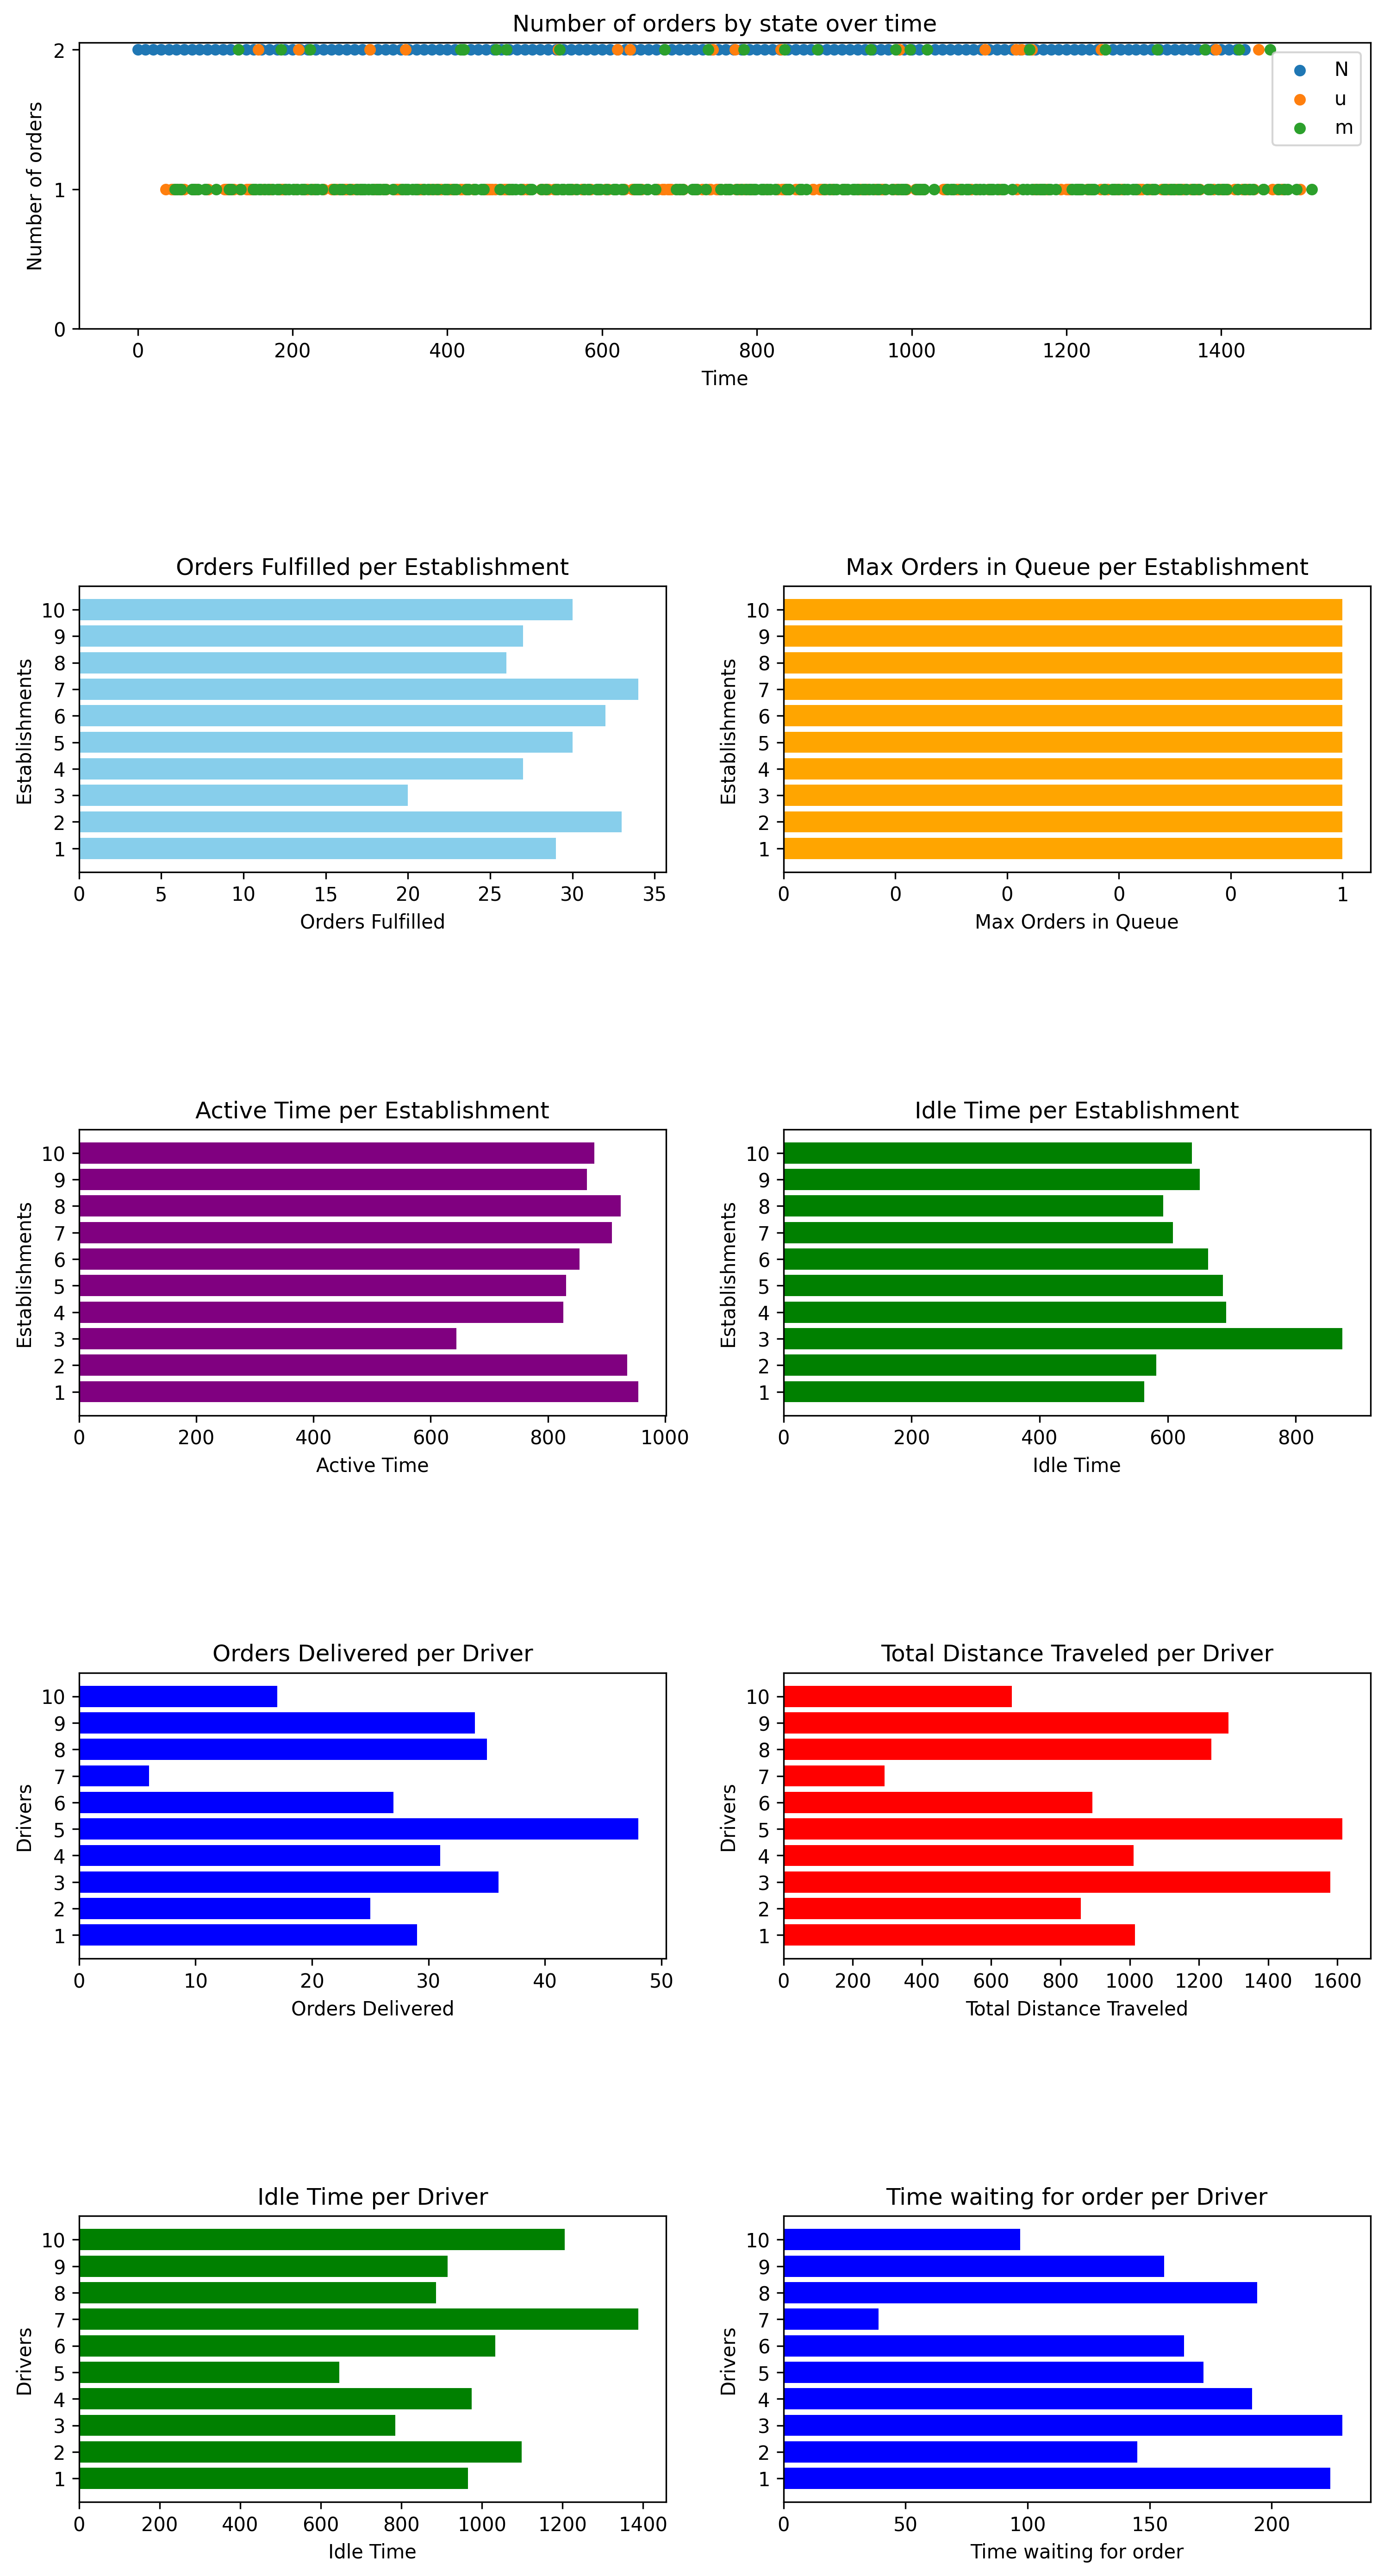 Number of orders by state over time
Number of orders
2
1
0
N
u
m
0 200 400 600 800 1000 1200 1400
Time
Orders Fulfilled per Establishment
Establishments
10
9
8
7
6
5
4
3
2
1
0 5 10 15 20 25 30 35
Orders Fulfilled
Max Orders in Queue per Establishment
Establishments
10
9
8
7
6
5
4
3
2
1
0 0 0 0 0 1
Max Orders in Queue
Active Time per Establishment
Establishments
10
9
8
7
6
5
4
3
2
1
0 200 400 600 800 1000
Active Time
Idle Time per Establishment
Establishments
10
9
8
7
6
5
4
3
2
1
0 200 400 600 800
Idle Time
Orders Delivered per Driver
Drivers
10
9
8
7
6
5
4
3
2
1
0 10 20 30 40 50
Orders Delivered
Total Distance Traveled per Driver
Drivers
10
9
8
7
6
5
4
3
2
1
0 200 400 600 800 1000 1200 1400 1600
Total Distance Traveled
Idle Time per Driver
Drivers
10
9
8
7
6
5
4
3
2
1
0 200 400 600 800 1000 1200 1400
Idle Time
Time waiting for order per Driver
Drivers
10
9
8
7
6
5
4
3
2
1
0 50 100 150 200
Time waiting for order